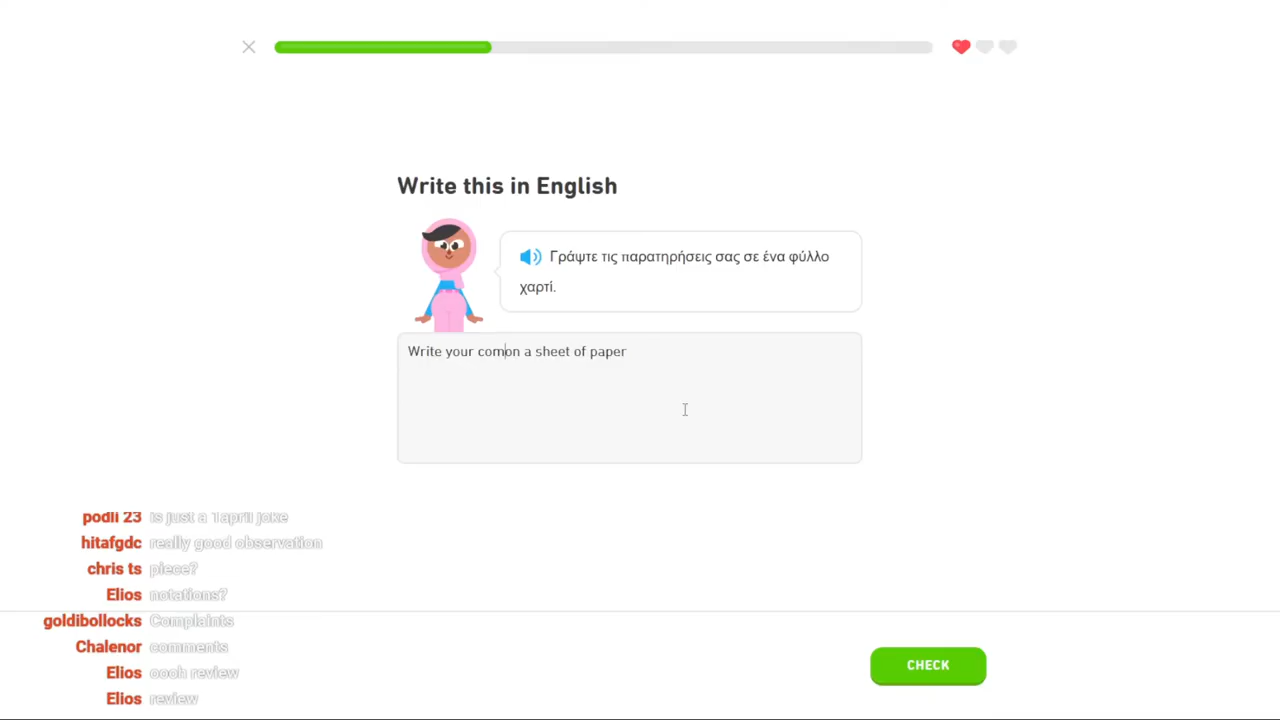 Write this in English
Γράψτε τις παρατηρήσεις σας σε ένα φύλλο
χαρτί.
Write your comon a sheet of paper
podli 23 is just a 1april joke
hitafgdc really good observation
chris ts piece?
Elios notations?
goldibollocks Complaints
Chalenor comments
Elios oooh review
Elios review
CHECK